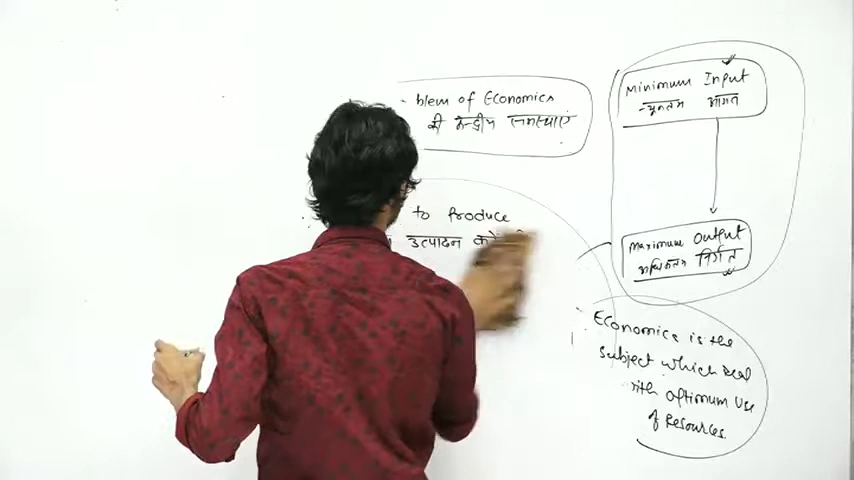 blem of Economics
की केन्द्रीय समस्याएं
to Produce
उत्पादन
Minimum Input
न्यूनतम आगत
Maximum Output
अधिकतम निर्गत
Economics is the
subject which deal
with optimum use
of Resources.